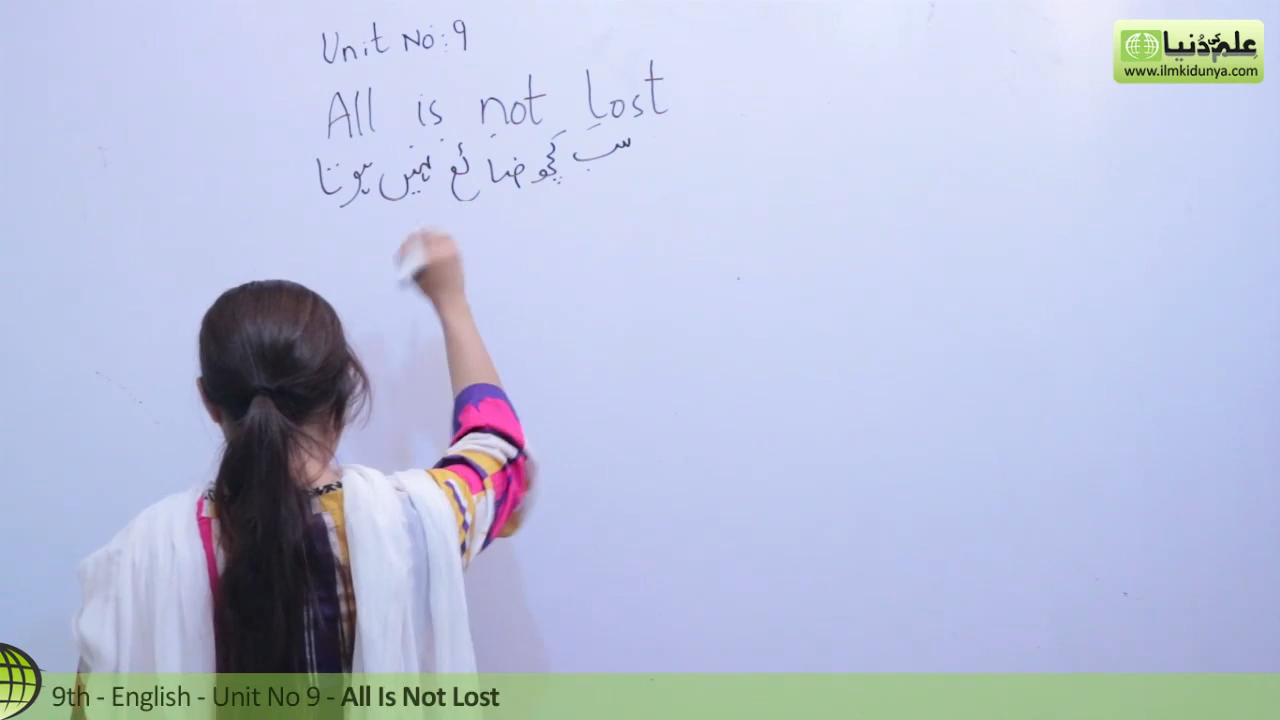 Unit No: 9
All is not Lost
سب کچھ ضائع نہیں ہوتا
علم کی دُنیا
www.ilmkidunya.com
9th - English - Unit No 9 - All Is Not Lost